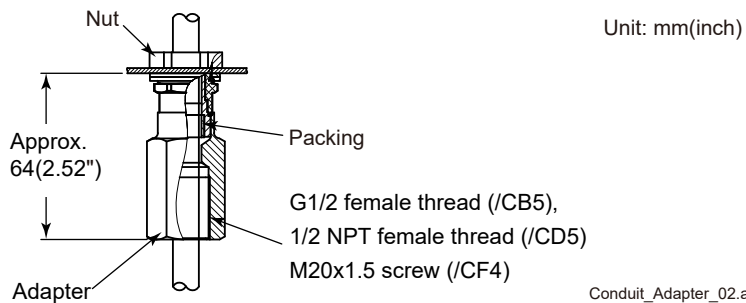 Nut
Unit: mm(inch)
Approx.
64(2.52")
Packing
G1/2 female thread (/CB5),
1/2 NPT female thread (/CD5)
M20x1.5 screw (/CF4)
Adapter
Conduit_Adapter_02.a